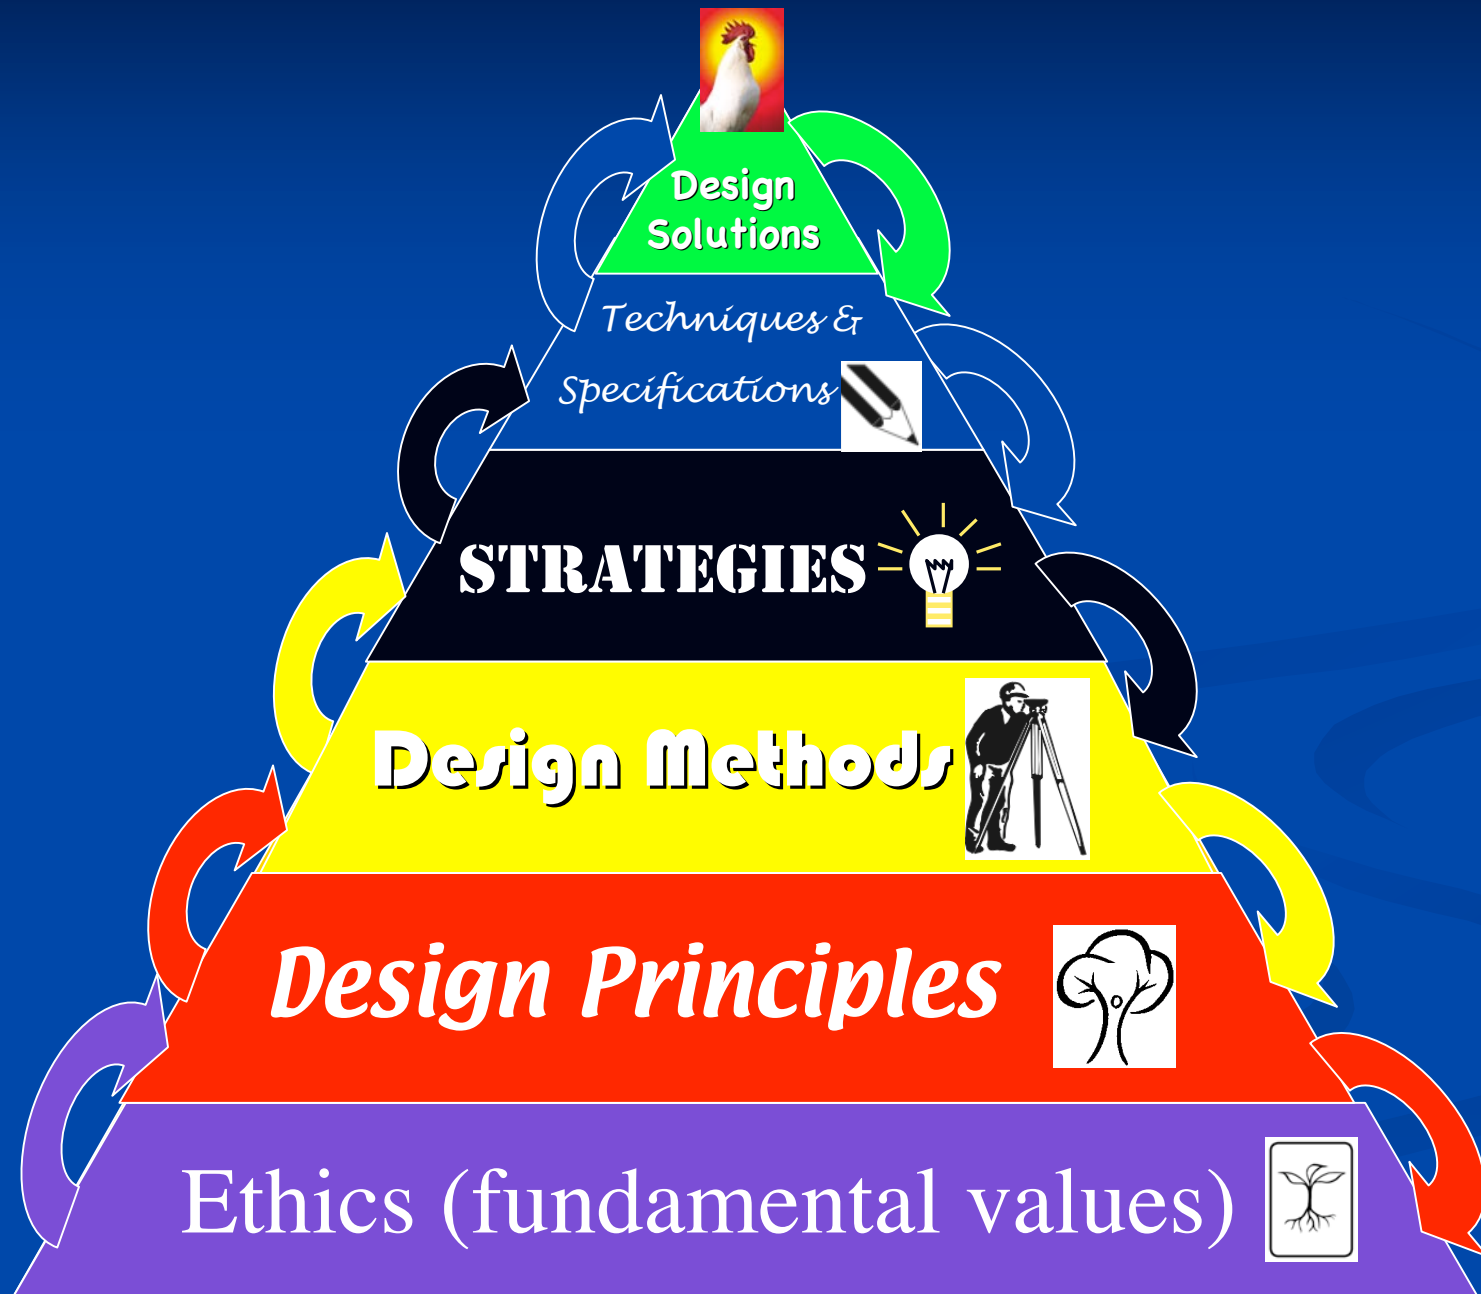 Design
Solutions
Techniques &
Specifications
STRATEGIES
Design Methods
Design Principles
Ethics (fundamental values)